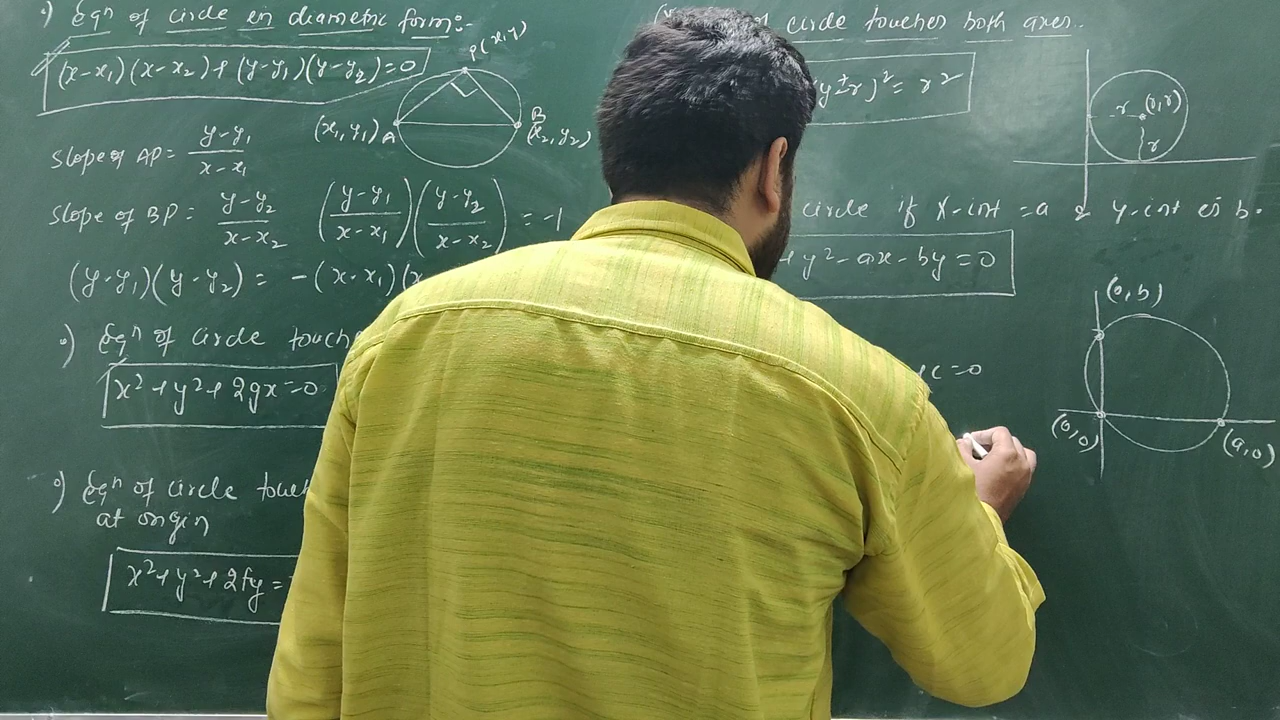 •) Eqn of circle in diametric form:-
(x-x₁)(x-x₂)+(y-y₁)(y-y₂)=0
P(x,y)
(x₁,y₁) A
B
(x₂,y₂)
Slope of AP = y-y₁/x-x₁
Slope of BP = y-y₂/x-x₂ (y-y₁/x-x₁)(y-y₂/x-x₂) = -1
(y-y₁)(y-y₂) = -(x-x₁)(x
•) Eqn of circle touch
x²+y²+2gx=0
•) Eqn of circle touch
at origin
x²+y²+2fy=
of circle touches both axes.
(y±r)² = r²
r
(r,r)
r
circle if x-int = a & y-int is b.
+y²-ax-by=0
(0,b)
+c=0
(0,0)
(a,0)